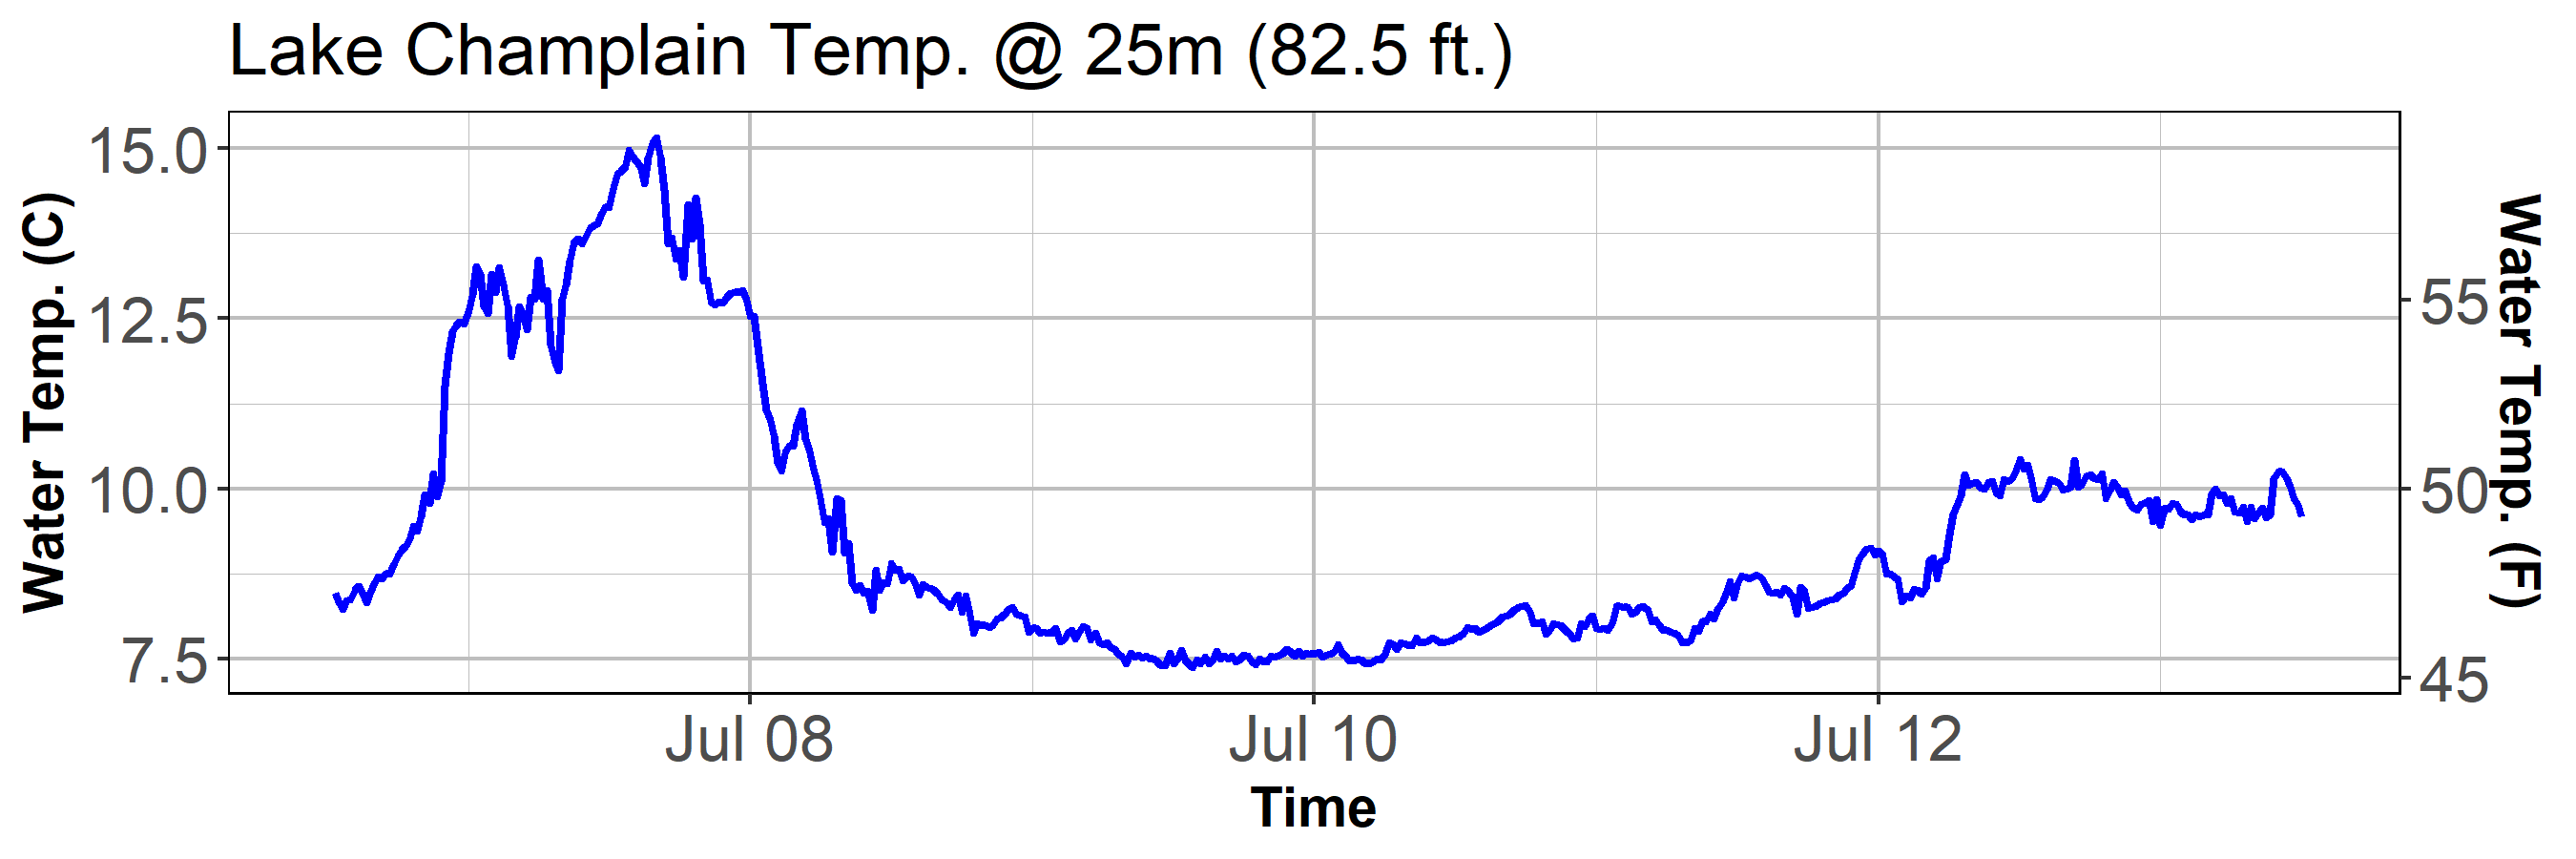 Lake Champlain Temp. @ 25m (82.5 ft.)
Water Temp. (C)
15.0
12.5
10.0
7.5
Water Temp. (F)
55
50
45
Jul 08
Jul 10
Jul 12
Time